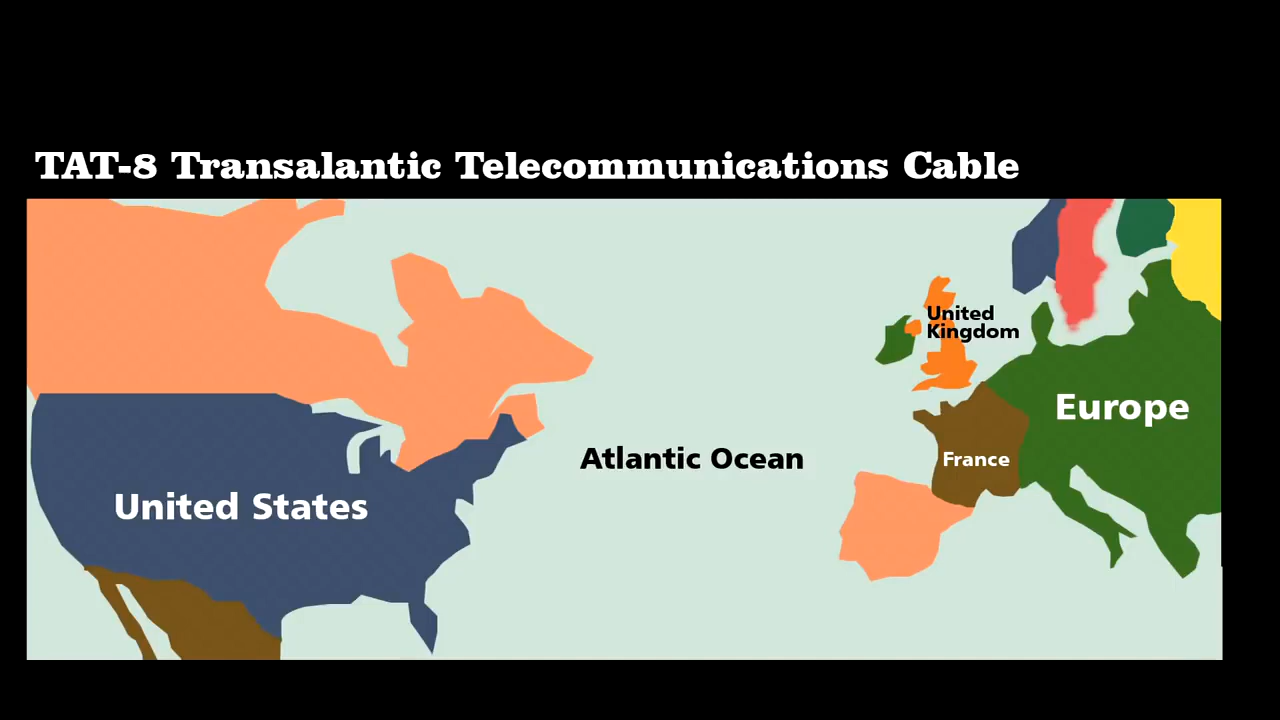 TAT-8 Transalantic Telecommunications Cable
United
Kingdom
Europe
Atlantic Ocean
France
United States